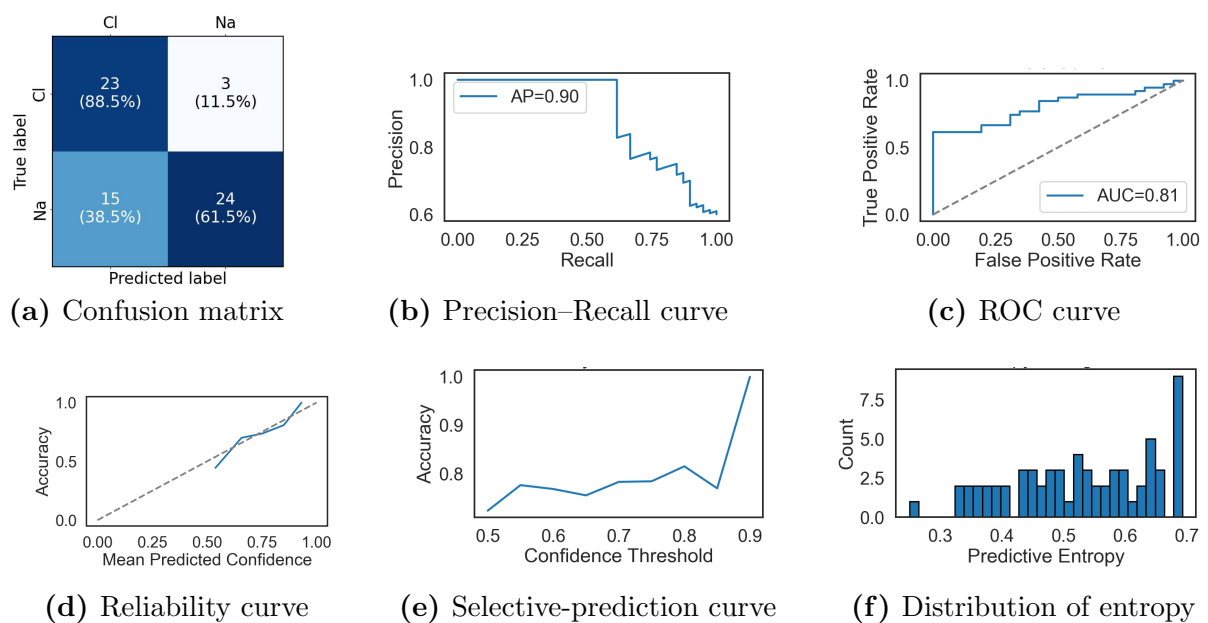 Cl Na
True label
Cl
23
(88.5%)
3
(11.5%)
Na
15
(38.5%)
24
(61.5%)
Predicted label
(a) Confusion matrix
Precision
1.0
0.8
0.6
AP=0.90
0.00 0.25 0.50 0.75 1.00
Recall
(b) Precision–Recall curve
True Positive Rate
1.0
0.5
0.0
AUC=0.81
0.00 0.25 0.50 0.75 1.00
False Positive Rate
(c) ROC curve
Accuracy
1.0
0.5
0.0
0.00 0.25 0.50 0.75 1.00
Mean Predicted Confidence
(d) Reliability curve
Accuracy
1.0
0.9
0.8
0.5 0.6 0.7 0.8 0.9
Confidence Threshold
(e) Selective-prediction curve
Count
7.5
5.0
2.5
0.0
0.3 0.4 0.5 0.6 0.7
Predictive Entropy
(f) Distribution of entropy